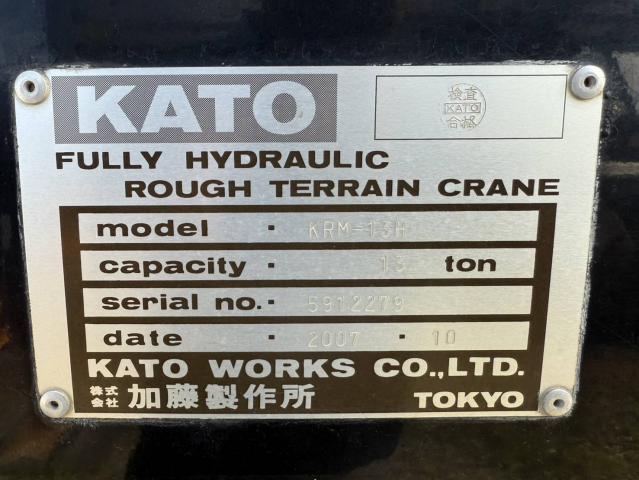 KATO
検査
KATO
合格
FULLY HYDRAULIC
ROUGH TERRAIN CRANE
model · KRM-13H
capacity · 13 ton
serial no. · 5912279
date · 2007 · 10
KATO WORKS CO.,LTD.
株式会社 加藤製作所 TOKYO